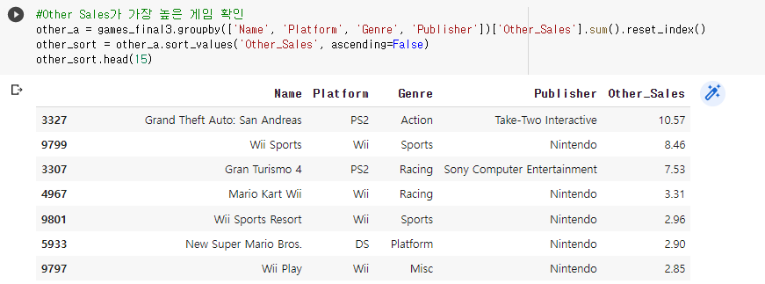 #Other Sales가 가장 높은 게임 확인
other_a = games_final3.groupby(['Name', 'Platform', 'Genre', 'Publisher'])['Other_Sales'].sum().reset_index()
other_sort = other_a.sort_values('Other_Sales', ascending=False)
other_sort.head(15)
Name Platform Genre Publisher Other_Sales
3327 Grand Theft Auto: San Andreas PS2 Action Take-Two Interactive 10.57
9799 Wii Sports Wii Sports Nintendo 8.46
3307 Gran Turismo 4 PS2 Racing Sony Computer Entertainment 7.53
4967 Mario Kart Wii Wii Racing Nintendo 3.31
9801 Wii Sports Resort Wii Sports Nintendo 2.96
5933 New Super Mario Bros. DS Platform Nintendo 2.90
9797 Wii Play Wii Misc Nintendo 2.85